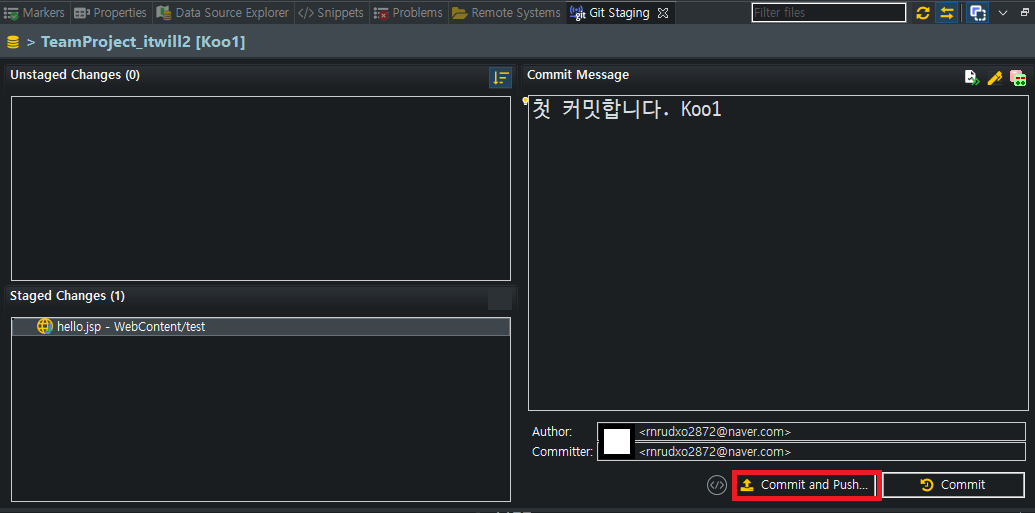 Markers Properties Data Source Explorer </> Snippets Problems Remote Systems Git Staging Filter files
> TeamProject_itwill2 [Koo1]
Unstaged Changes (0)
Commit Message
첫 커밋합니다. Koo1
Staged Changes (1)
hello.jsp - WebContent/test
Author: <rnrudxo2872@naver.com>
Committer: <rnrudxo2872@naver.com>
Commit and Push... Commit